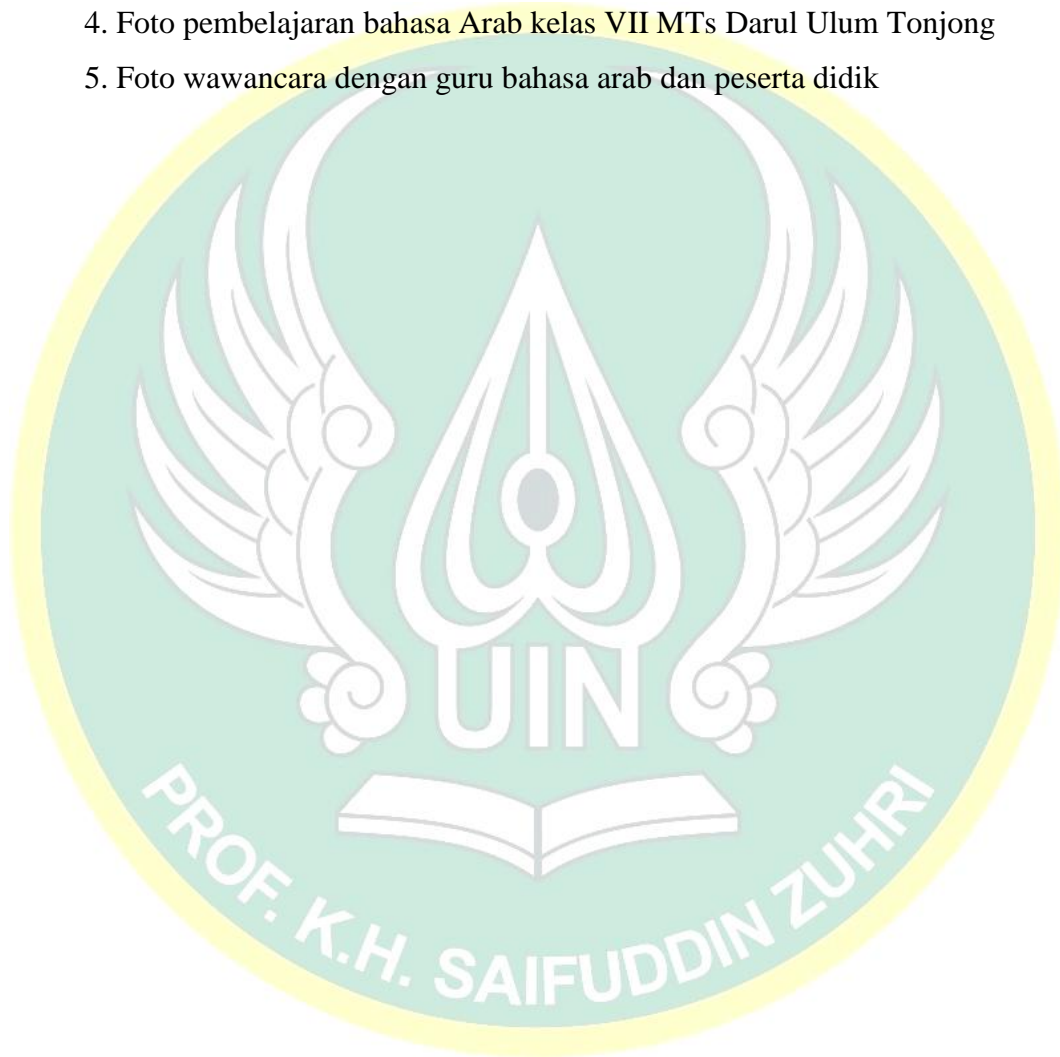 4. Foto pembelajaran bahasa Arab kelas VII MTs Darul Ulum Tonjong
5. Foto wawancara dengan guru bahasa arab dan peserta didik
UIN
PROF. K.H. SAIFUDDIN ZUHRI